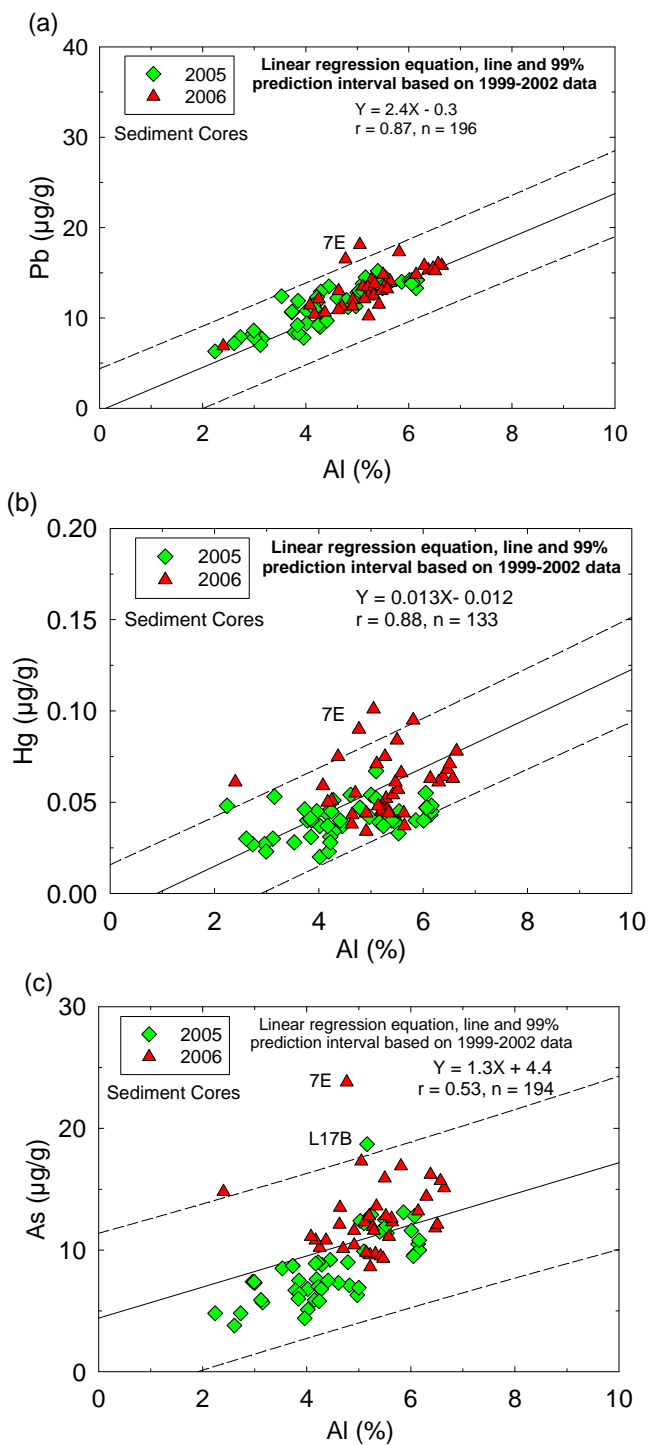 (a)
40
30
20
10
0
Pb (µg/g)
2005
2006
Sediment Cores
Linear regression equation, line and 99%
prediction interval based on 1999-2002 data
Y = 2.4X - 0.3
r = 0.87, n = 196
7E
0 2 4 6 8 10
Al (%)
(b)
0.20
0.15
0.10
0.05
0.00
Hg (µg/g)
2005
2006
Sediment Cores
Linear regression equation, line and 99%
prediction interval based on 1999-2002 data
Y = 0.013X- 0.012
r = 0.88, n = 133
7E
0 2 4 6 8 10
Al (%)
(c)
30
20
10
0
As (µg/g)
2005
2006
Sediment Cores
Linear regression equation, line and 99%
prediction interval based on 1999-2002 data
Y = 1.3X + 4.4
r = 0.53, n = 194
7E
L17B
0 2 4 6 8 10
Al (%)